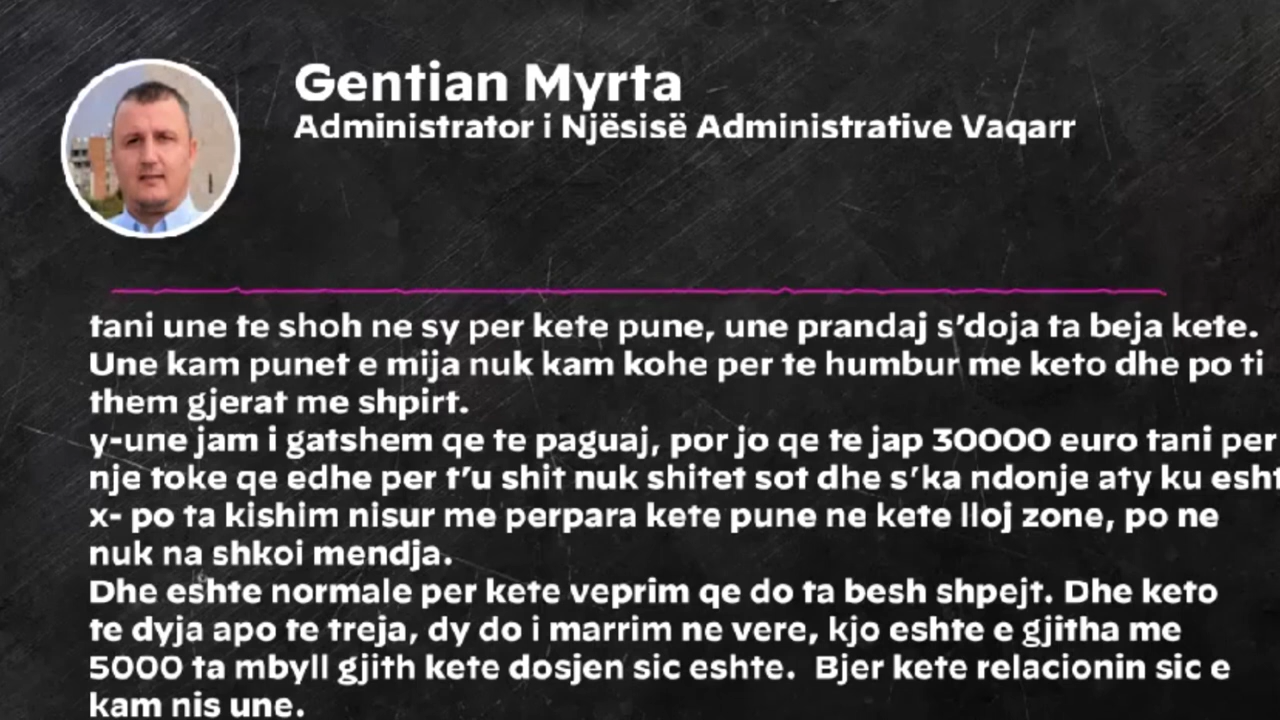 Gentian Myrta
Administrator i Njësisë Administrative Vaqarr
tani une te shoh ne sy per kete pune, une prandaj s'doja ta beja kete.
Une kam punet e mija nuk kam kohe per te humbur me keto dhe po ti
them gjerat me shpirt.
y-une jam i gatshem qe te paguaj, por jo qe te jap 30000 euro tani per
nje toke qe edhe per t'u shit nuk shitet sot dhe s'ka ndonje aty ku esht
x- po ta kishim nisur me perpara kete pune ne kete lloj zone, po ne
nuk na shkoi mendja.
Dhe eshte normale per kete veprim qe do ta besh shpejt. Dhe keto
te dyja apo te treja, dy do i marrim ne vere, kjo eshte e gjitha me
5000 ta mbyll gjith kete dosjen sic eshte.  Bjer kete relacionin sic e
kam nis une.